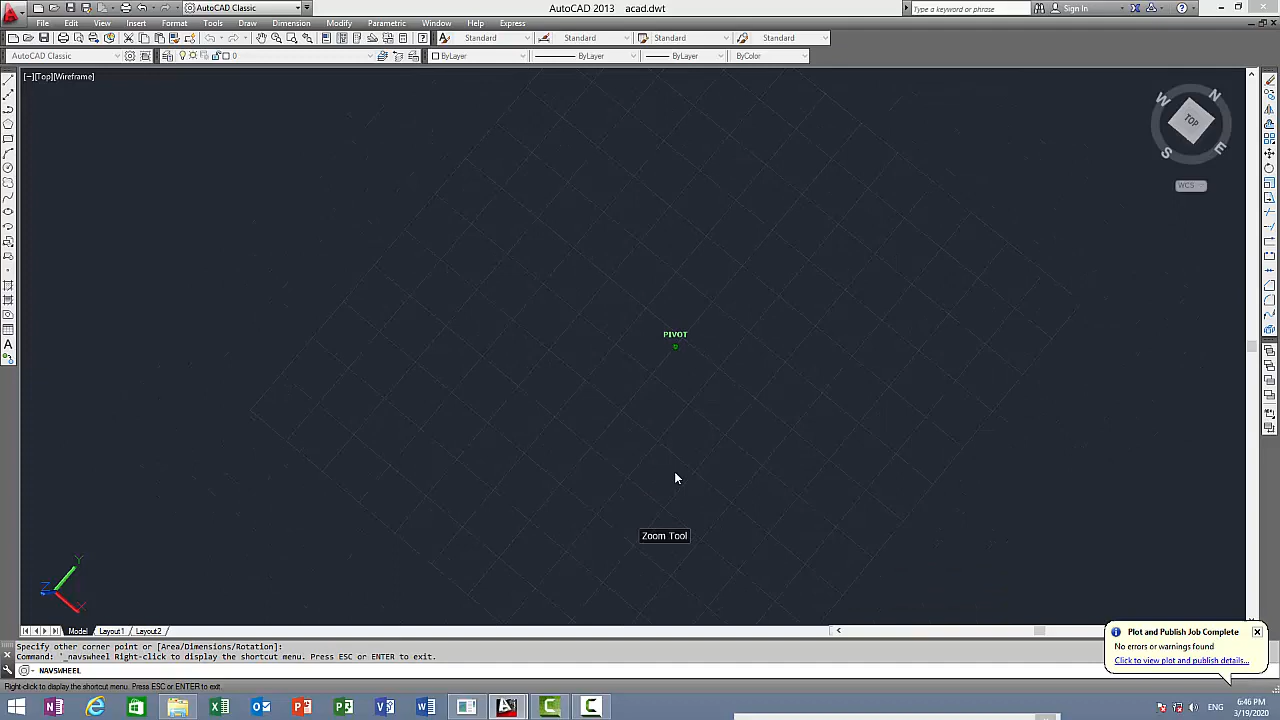 AutoCAD 2013 acad.dwt
AutoCAD Classic
Type a keyword or phrase
Sign In
File Edit View Insert Format Tools Draw Dimension Modify Parametric Window Help Express
Standard Standard Standard Standard
AutoCAD Classic 0 ByLayer ByLayer ByLayer ByColor
[−][Top][Wireframe]
N
W
TOP
S
E
WCS
PIVOT
Zoom Tool
Y
Z
X
A
Model Layout1 Layout2
Specify other corner point or [Area/Dimensions/Rotation]:
Command: '_navswheel Right-click to display the shortcut menu. Press ESC or ENTER to exit.
NAVSWHEEL
Right-click to display the shortcut menu. Press ESC or ENTER to exit.
Plot and Publish Job Complete
No errors or warnings found
Click to view plot and publish details...
ENG
6:46 PM
3/19/2020